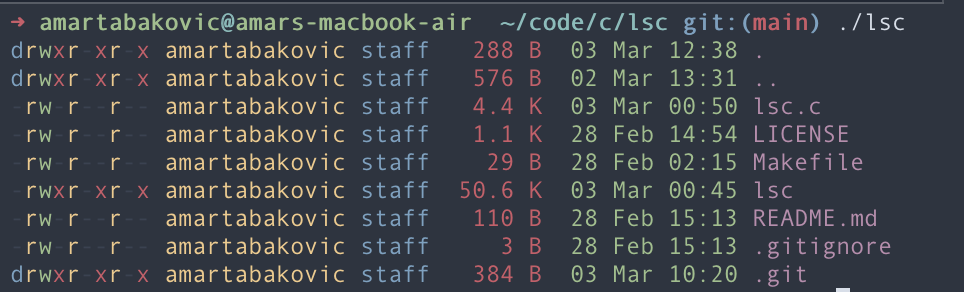 → amartabakovic@amars-macbook-air ~/code/c/lsc git:(main) ./lsc
drwxr-xr-x amartabakovic staff 288 B 03 Mar 12:38 .
drwxr-xr-x amartabakovic staff 576 B 02 Mar 13:31 ..
-rw-r--r-- amartabakovic staff 4.4 K 03 Mar 00:50 lsc.c
-rw-r--r-- amartabakovic staff 1.1 K 28 Feb 14:54 LICENSE
-rw-r--r-- amartabakovic staff 29 B 28 Feb 02:15 Makefile
-rwxr-xr-x amartabakovic staff 50.6 K 03 Mar 00:45 lsc
-rw-r--r-- amartabakovic staff 110 B 28 Feb 15:13 README.md
-rw-r--r-- amartabakovic staff 3 B 28 Feb 15:13 .gitignore
drwxr-xr-x amartabakovic staff 384 B 03 Mar 10:20 .git